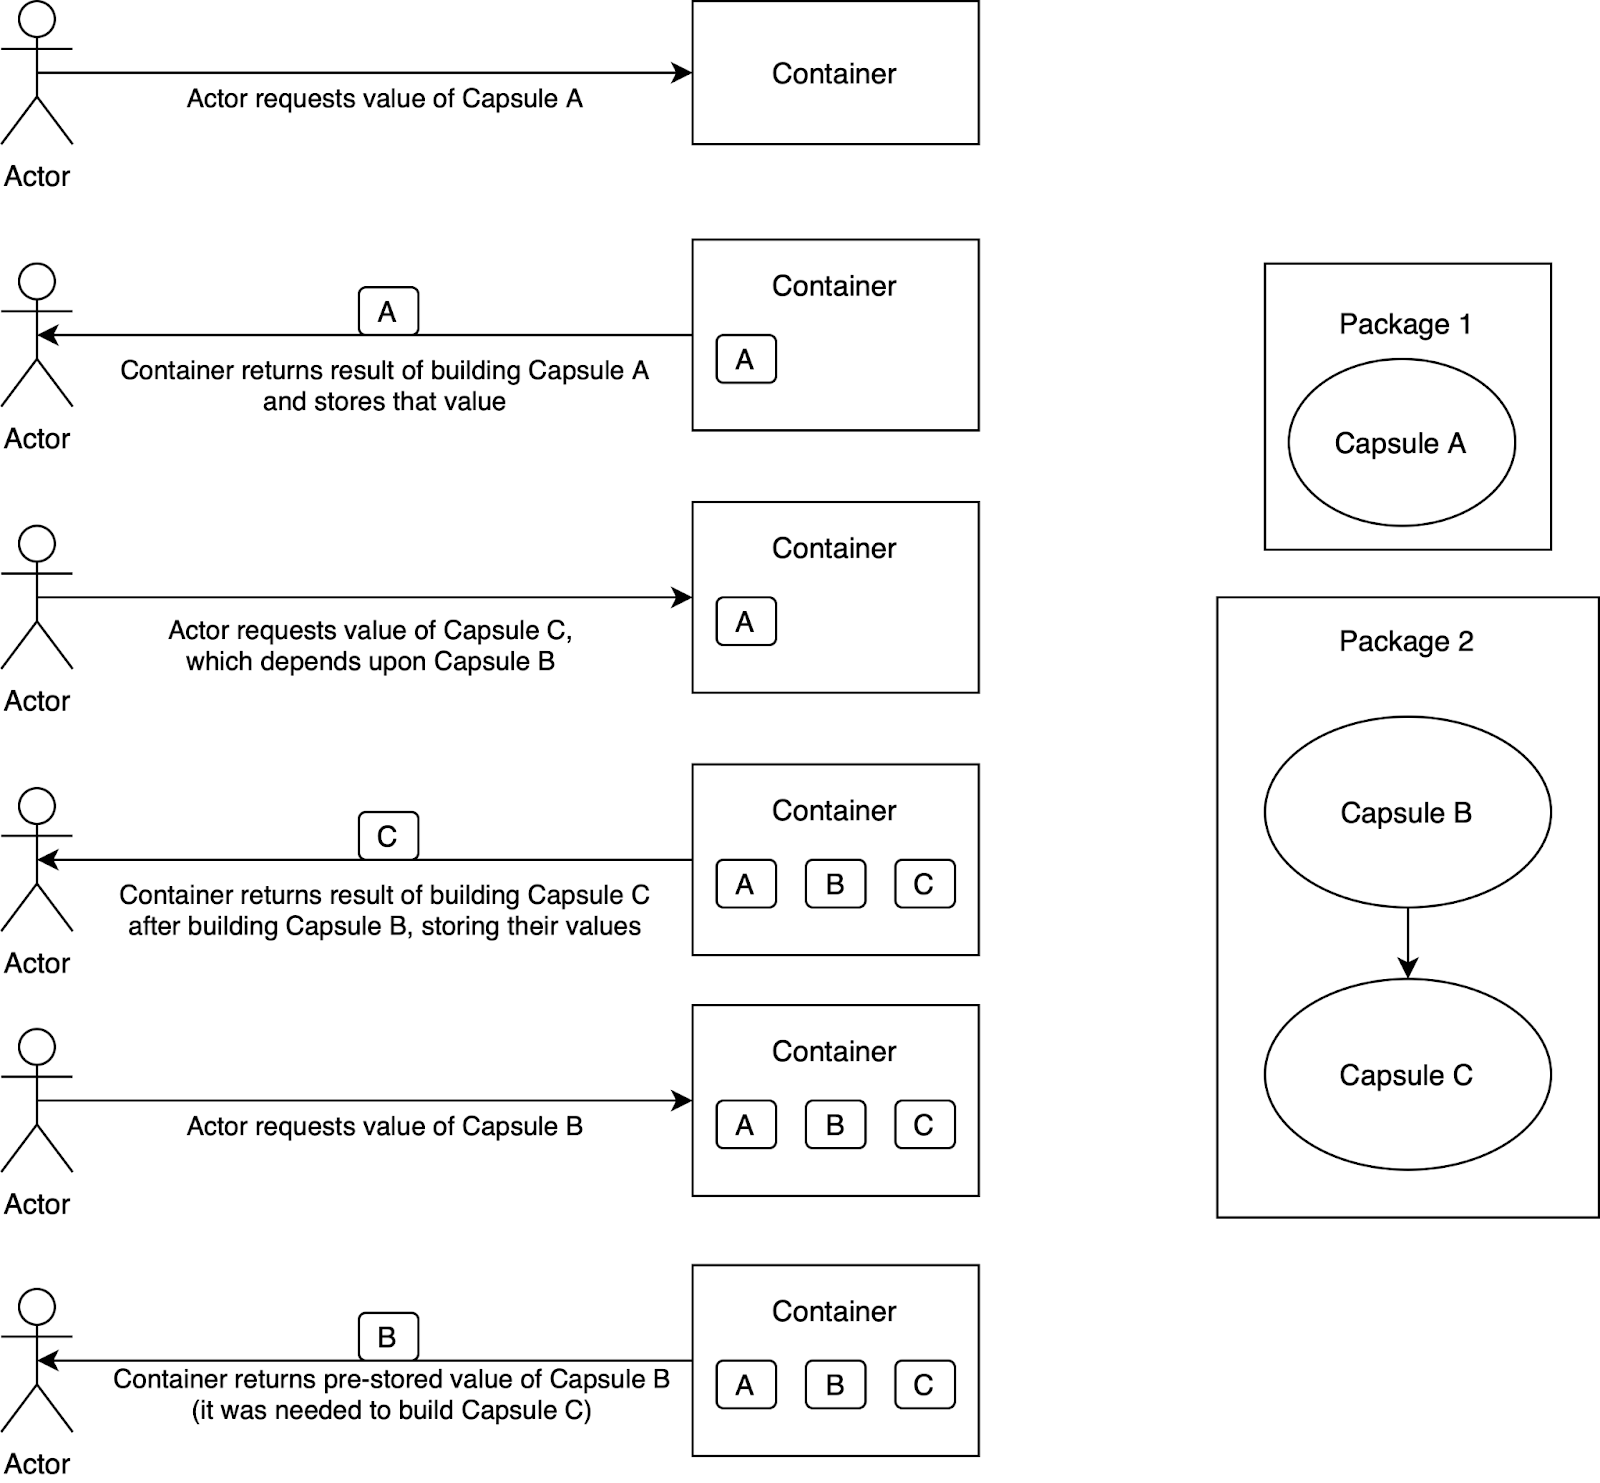 Container
Actor requests value of Capsule A
Actor
A
Container
A
Container returns result of building Capsule A
and stores that value
Actor
Container
A
Actor requests value of Capsule C,
which depends upon Capsule B
Actor
C
Container
A B C
Container returns result of building Capsule C
after building Capsule B, storing their values
Actor
Container
A B C
Actor requests value of Capsule B
Actor
B
Container
A B C
Container returns pre-stored value of Capsule B
(it was needed to build Capsule C)
Actor
Package 1
Capsule A
Package 2
Capsule B
Capsule C